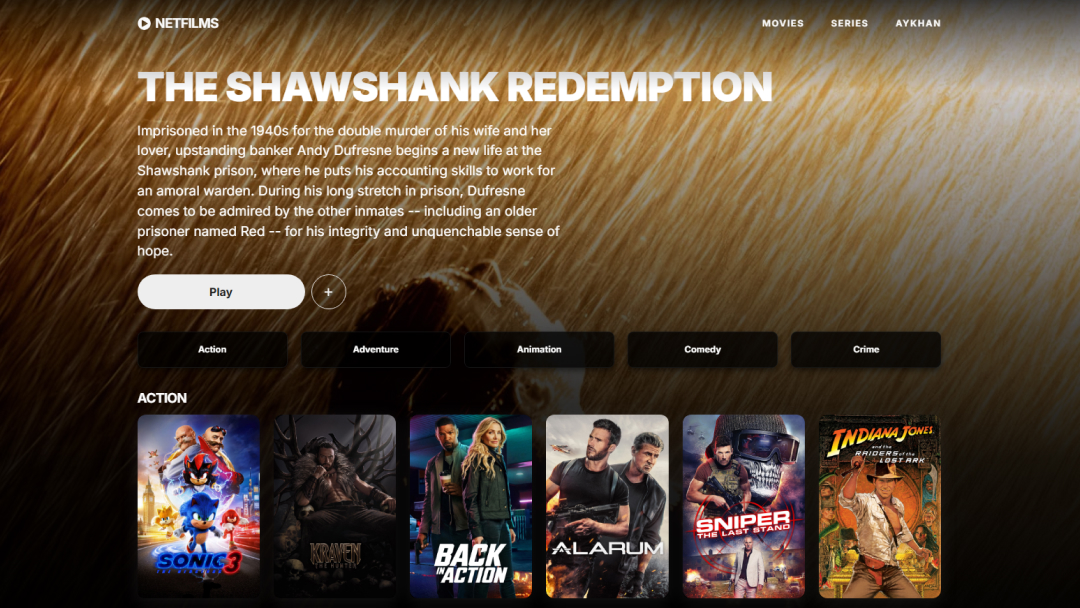 NETFILMS
MOVIES SERIES AYKHAN
THE SHAWSHANK REDEMPTION
Imprisoned in the 1940s for the double murder of his wife and her
lover, upstanding banker Andy Dufresne begins a new life at the
Shawshank prison, where he puts his accounting skills to work for
an amoral warden. During his long stretch in prison, Dufresne
comes to be admired by the other inmates -- including an older
prisoner named Red -- for his integrity and unquenchable sense of
hope.
Play +
Action Adventure Animation Comedy Crime
ACTION
SONIC 3
THE HEDGEHOG
KRAVEN
THE HUNTER
BACK
IN ACTION
ALARUM
SNIPER
THE LAST STAND
INDIANA JONES
and the
RAIDERS of the
LOST ARK